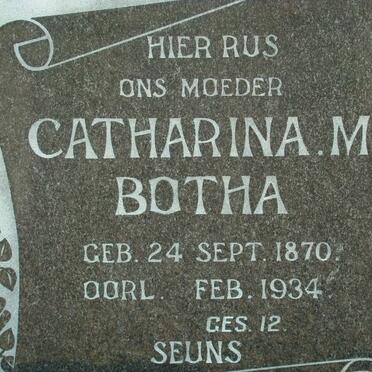 HIER RUS
ONS MOEDER
CATHARINA. M
BOTHA
GEB. 24 SEPT. 1870.
OORL. FEB. 1934.
GES. 12.
SEUNS